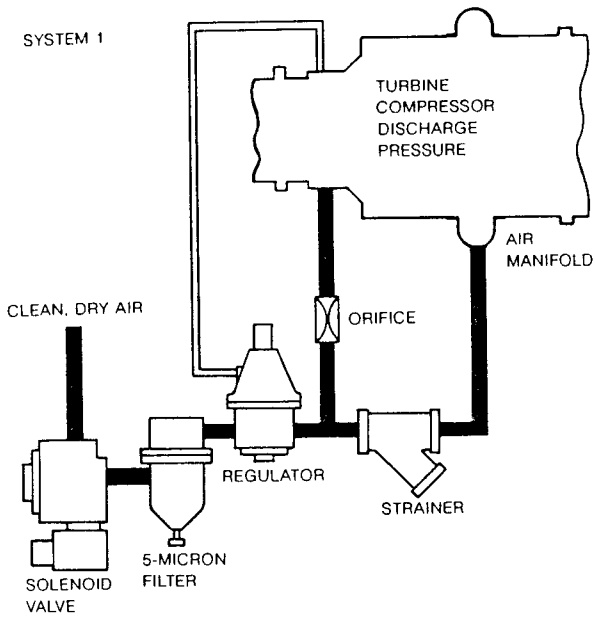 SYSTEM 1
TURBINE
COMPRESSOR
DISCHARGE
PRESSURE
AIR
MANIFOLD
CLEAN, DRY AIR
ORIFICE
REGULATOR
STRAINER
5-MICRON
FILTER
SOLENOID
VALVE